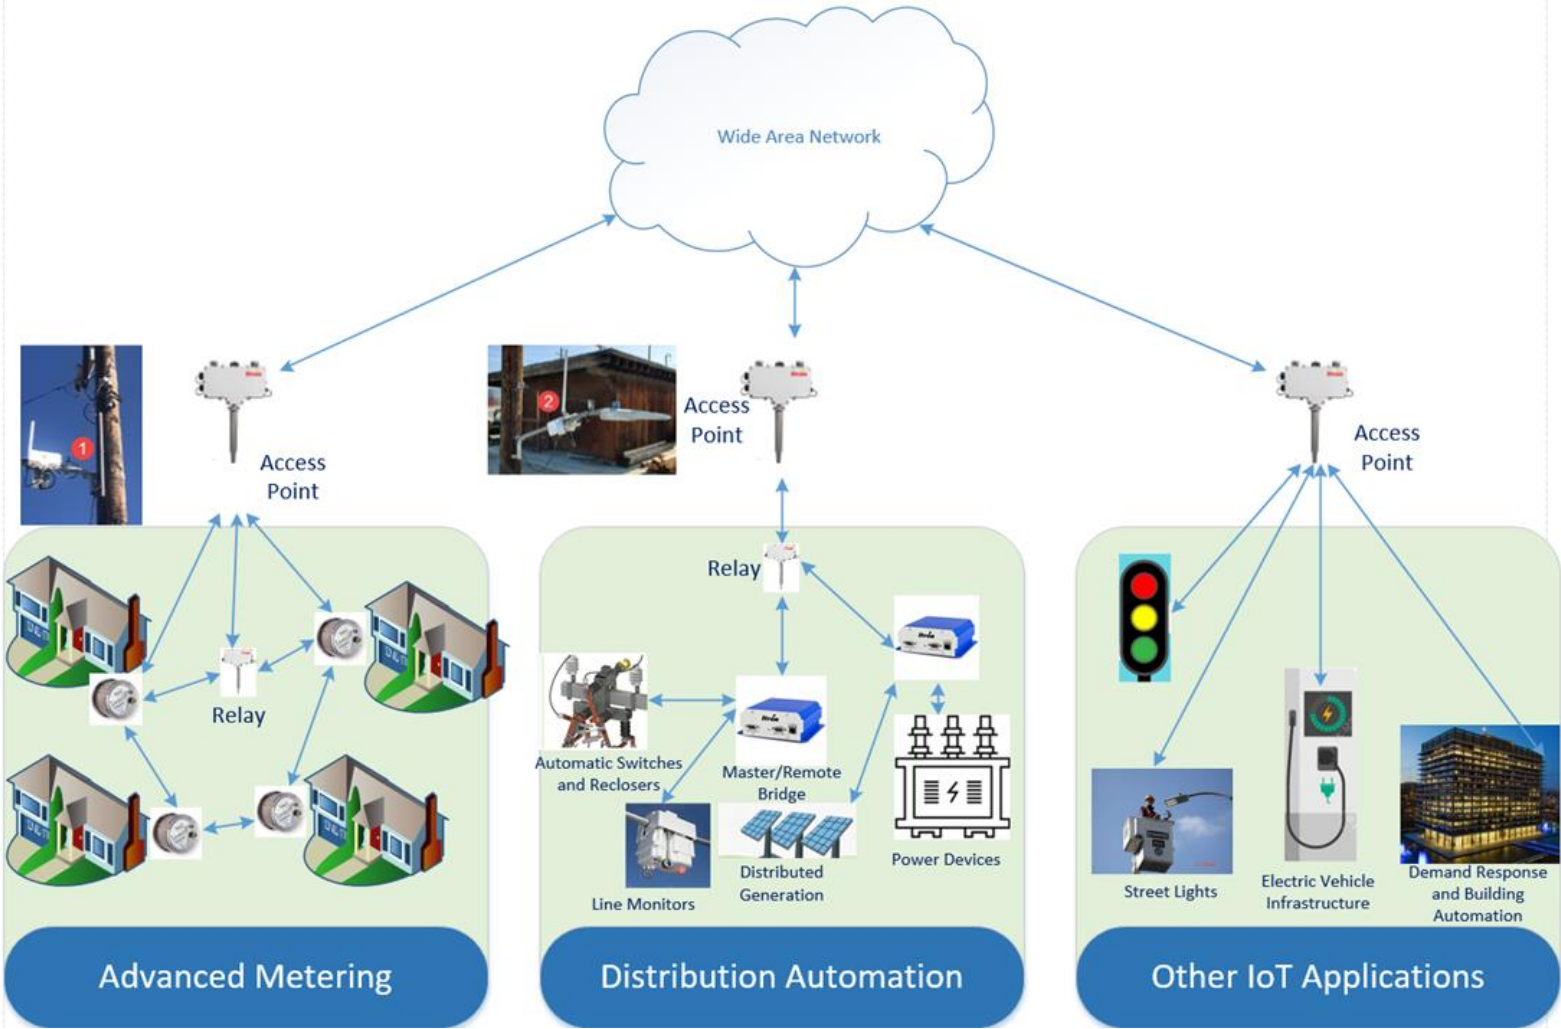 Wide Area Network
1
Access
Point
2
Access
Point
Access
Point
Relay
Relay
Automatic Switches
and Reclosers
Master/Remote
Bridge
Line Monitors
Distributed
Generation
Power Devices
Street Lights
Electric Vehicle
Infrastructure
Demand Response
and Building
Automation
Advanced Metering
Distribution Automation
Other IoT Applications